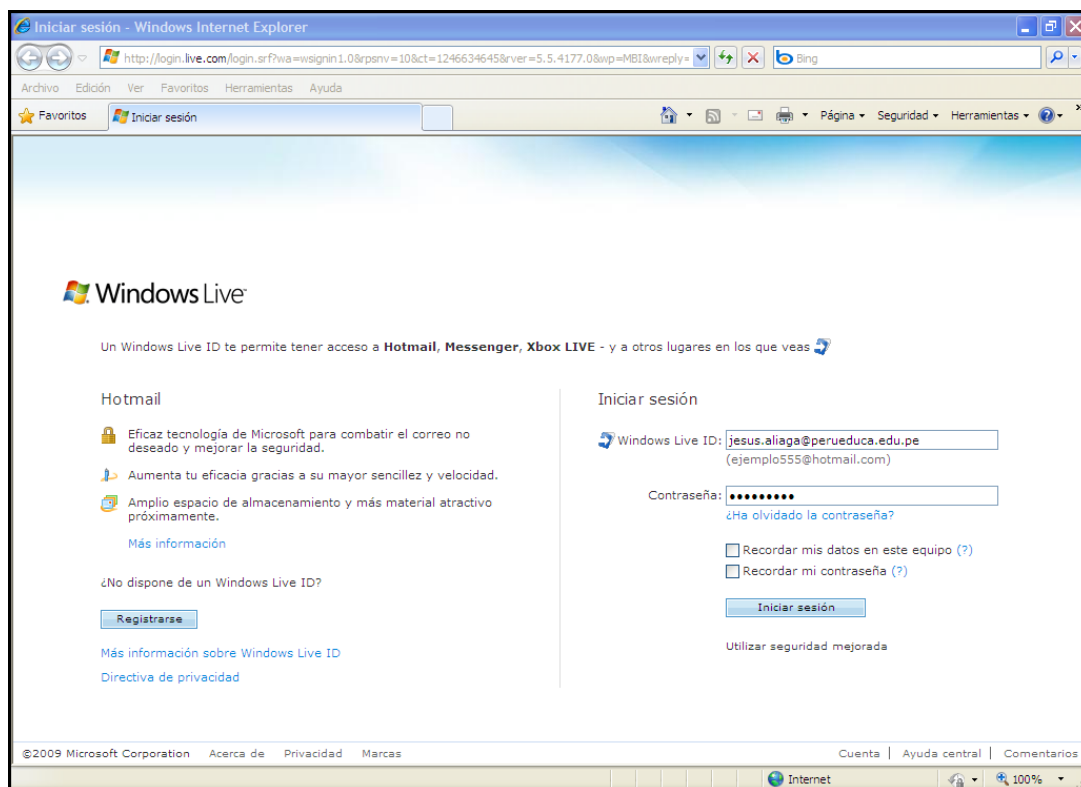 Iniciar sesión - Windows Internet Explorer
http://login.live.com/login.srf?wa=wsignin1.0&rpsnv=10&ct=1246634645&rver=5.5.4177.0&wp=MBI&wreply=
Bing
Archivo Edición Ver Favoritos Herramientas Ayuda
Favoritos Iniciar sesión Página Seguridad Herramientas
Windows Live
Un Windows Live ID te permite tener acceso a Hotmail, Messenger, Xbox LIVE - y a otros lugares en los que veas
Hotmail
Eficaz tecnología de Microsoft para combatir el correo no
deseado y mejorar la seguridad.
Aumenta tu eficacia gracias a su mayor sencillez y velocidad.
Amplio espacio de almacenamiento y más material atractivo
próximamente.
Más información
¿No dispone de un Windows Live ID?
Registrarse
Más información sobre Windows Live ID
Directiva de privacidad
Iniciar sesión
Windows Live ID: jesus.aliaga@perueduca.edu.pe
(ejemplo555@hotmail.com)
Contraseña: •••••••••
¿Ha olvidado la contraseña?
Recordar mis datos en este equipo (?)
Recordar mi contraseña (?)
Iniciar sesión
Utilizar seguridad mejorada
©2009 Microsoft Corporation Acerca de Privacidad Marcas Cuenta | Ayuda central | Comentarios
Internet 100%